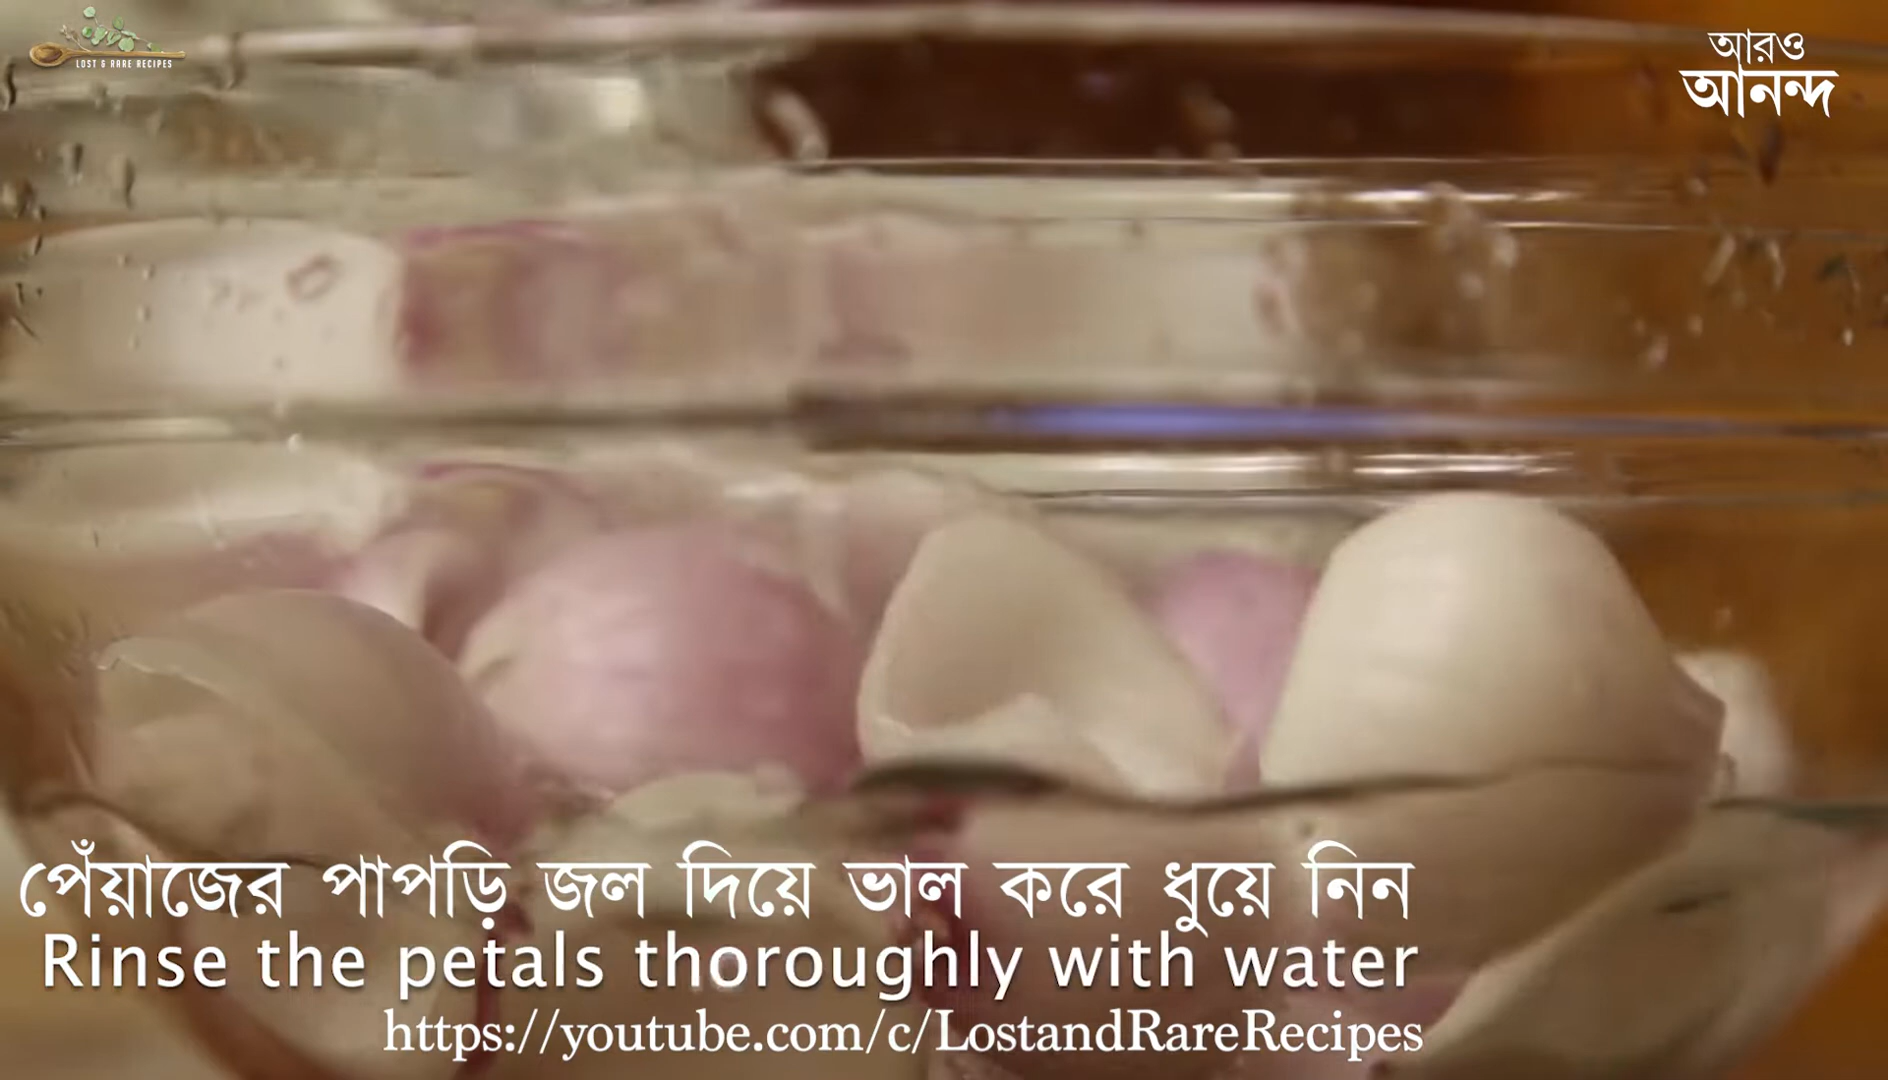 LOST & RARE RECIPES
আরও
আনন্দ
পেঁয়াজের পাপড়ি জল দিয়ে ভাল করে ধুয়ে নিন
Rinse the petals thoroughly with water
https://youtube.com/c/LostandRareRecipes